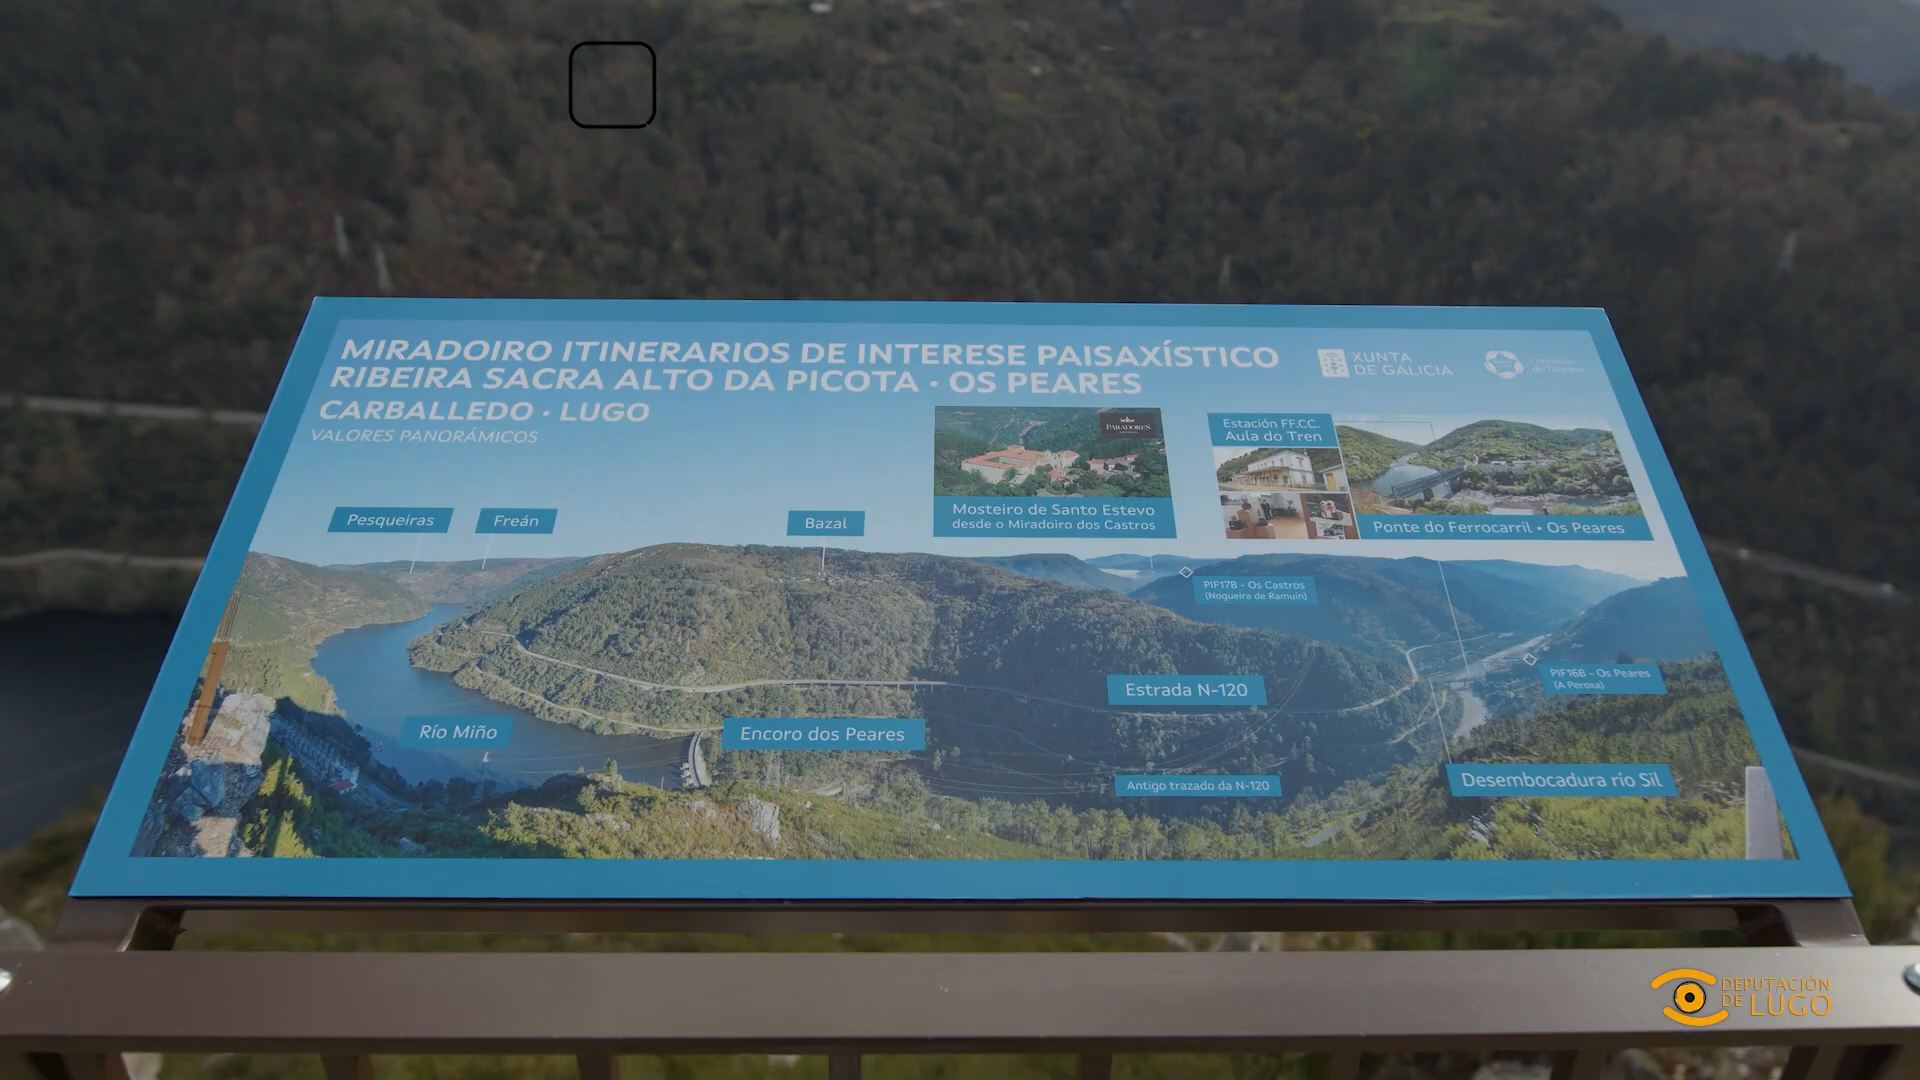 MIRADOIRO ITINERARIOS DE INTERESE PAISAXÍSTICO
RIBEIRA SACRA ALTO DA PICOTA • OS PEARES
CARBALLEDO • LUGO
VALORES PANORÁMICOS
XUNTA
DE GALICIA
PARADORES
Estación FF.CC.
Aula do Tren
Mosteiro de Santo Estevo
desde o Miradoiro dos Castros
Ponte do Ferrocarril • Os Peares
Pesqueiras
Freán
Bazal
PIF17B - Os Castros
(Nogueira de Ramuín)
PIF16B - Os Peares
(A Peroxa)
Estrada N-120
Río Miño
Encoro dos Peares
Antigo trazado da N-120
Desembocadura río Sil
DEPUTACIÓN
DE LUGO